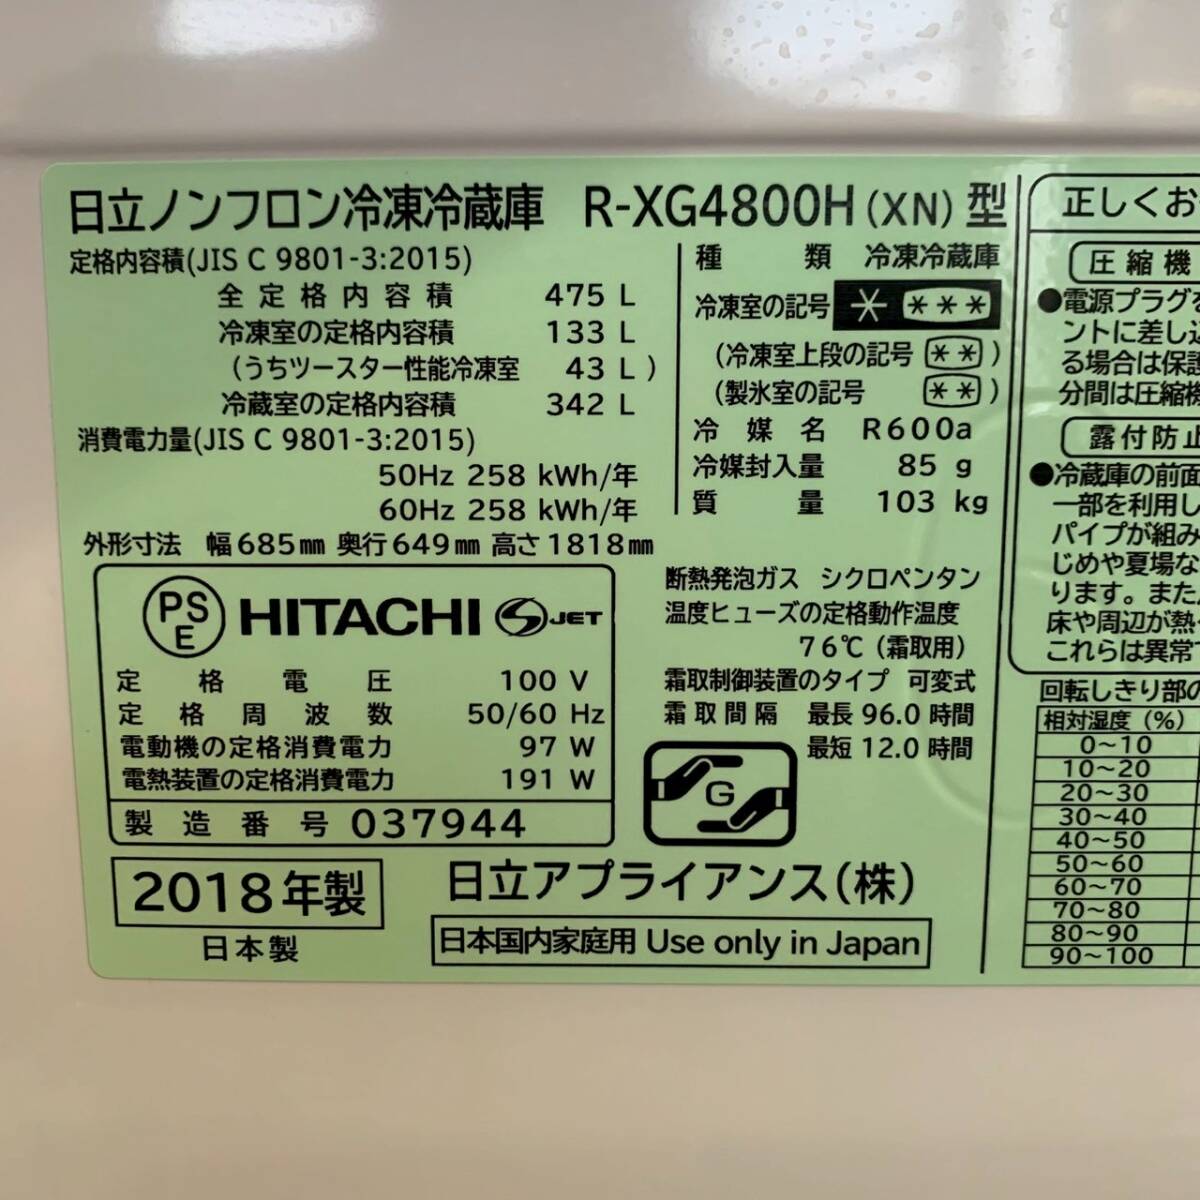 日立ノンフロン冷凍冷蔵庫 R-XG4800H (XN) 型
定格内容積(JIS C 9801-3:2015)
全定格内容積 475 L
冷凍室の定格内容積 133 L
(うちツースター性能冷凍室 43 L)
冷蔵室の定格内容積 342 L
消費電力量(JIS C 9801-3:2015)
50Hz 258 kWh/年
60Hz 258 kWh/年
外形寸法 幅685mm 奥行649mm 高さ1818mm
種類 冷凍冷蔵庫
冷凍室の記号 * ***
(冷凍室上段の記号 **)
(製氷室の記号 **)
冷媒名 R600a
冷媒封入量 85 g
質量 103 kg
PSE HITACHI S JET
定格電圧 100 V
定格周波数 50/60 Hz
電動機の定格消費電力 97 W
電熱装置の定格消費電力 191 W
製造番号 037944
2018年製
日本製
断熱発泡ガス シクロペンタン
温度ヒューズの定格動作温度
76℃(霜取用)
霜取制御装置のタイプ 可変式
霜取間隔 最長 96.0 時間
最短 12.0 時間
G
日立アプライアンス(株)
日本国内家庭用 Use only in Japan
正しくお
圧縮機
●電源プラグを
ントに差し込
る場合は保護
分間は圧縮機
露付防止
●冷蔵庫の前面
一部を利用し
パイプが組み
じめや夏場な
ります。また
床や周辺が熱
これらは異常
回転しきり部の
相対湿度(%)
0~10
10~20
20~30
30~40
40~50
50~60
60~70
70~80
80~90
90~100